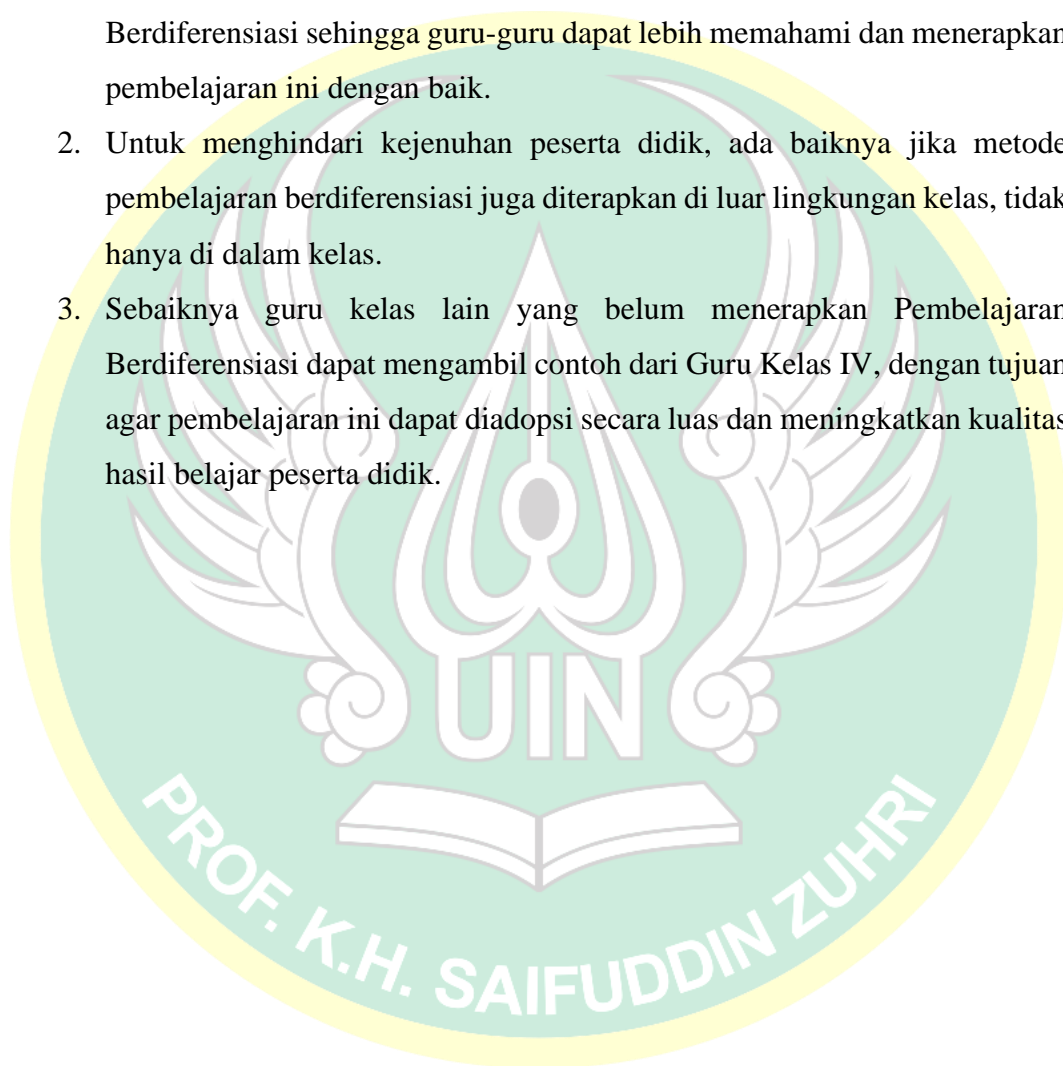 Berdiferensiasi sehingga guru-guru dapat lebih memahami dan menerapkan
pembelajaran ini dengan baik.
2. Untuk menghindari kejenuhan peserta didik, ada baiknya jika metode
pembelajaran berdiferensiasi juga diterapkan di luar lingkungan kelas, tidak
hanya di dalam kelas.
3. Sebaiknya guru kelas lain yang belum menerapkan Pembelajaran
Berdiferensiasi dapat mengambil contoh dari Guru Kelas IV, dengan tujuan
agar pembelajaran ini dapat diadopsi secara luas dan meningkatkan kualitas
hasil belajar peserta didik.
UIN
PROF. K.H. SAIFUDDIN ZUHRI